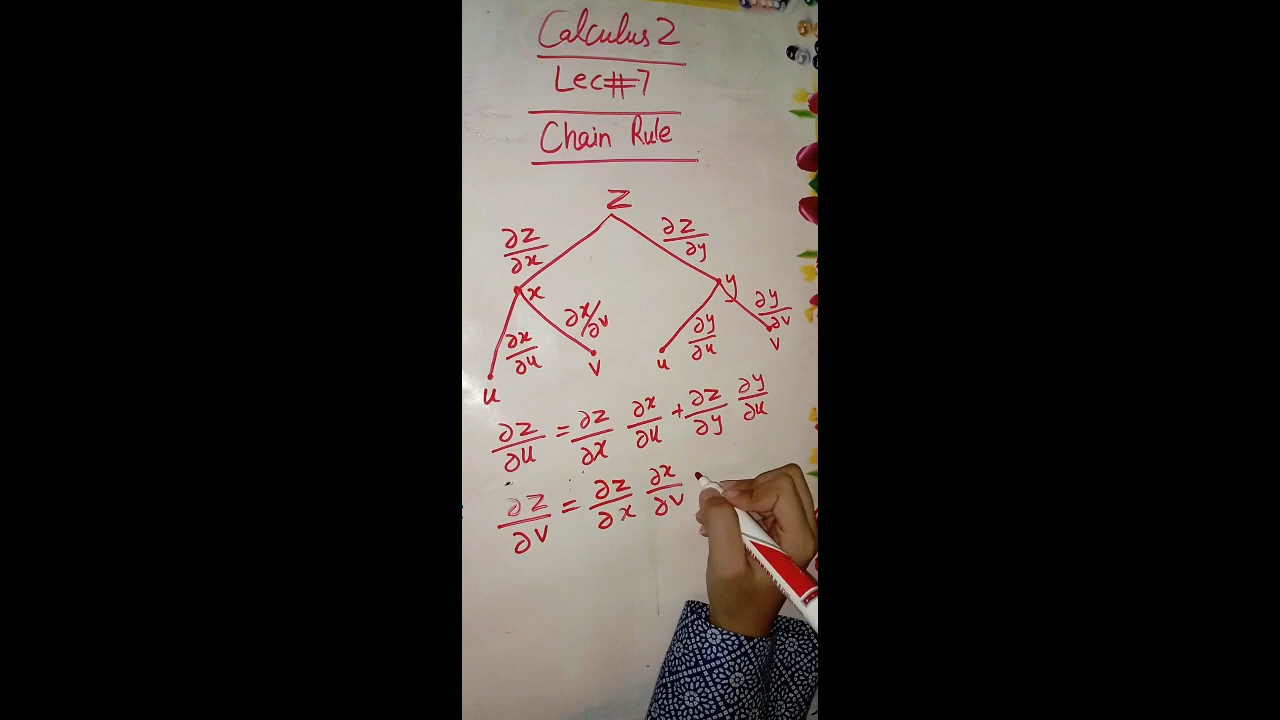 Calculus 2
Lec#7
Chain Rule
Z
∂Z/∂x ∂Z/∂y
x y
∂x/∂u ∂x/∂v ∂y/∂u ∂y/∂v
u v u v
∂Z/∂u = ∂Z/∂x ∂x/∂u + ∂Z/∂y ∂y/∂u
∂Z/∂v = ∂Z/∂x ∂x/∂v